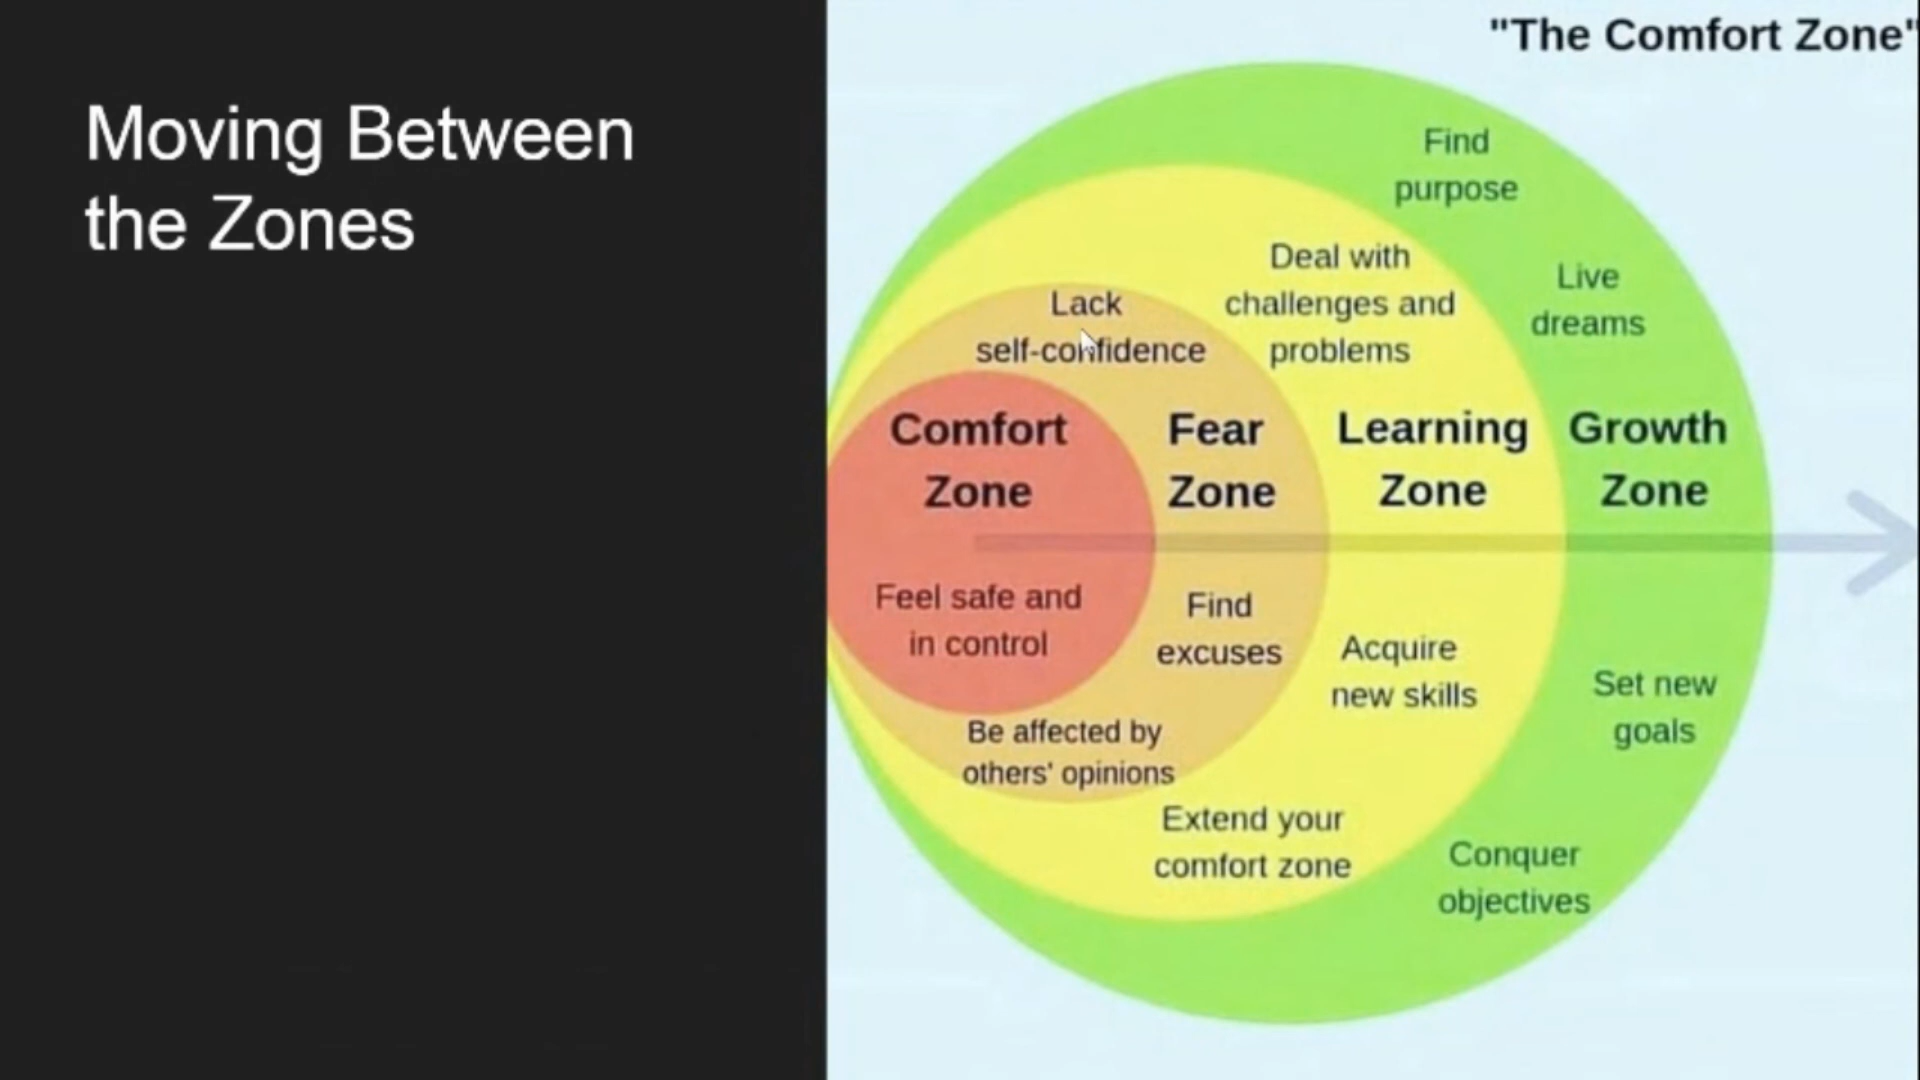 Moving Between
the Zones
"The Comfort Zone"
Find
purpose
Live
dreams
Deal with
challenges and
problems
Lack
self-confidence
Comfort
Zone
Fear
Zone
Learning
Zone
Growth
Zone
Feel safe and
in control
Find
excuses
Be affected by
others' opinions
Acquire
new skills
Extend your
comfort zone
Set new
goals
Conquer
objectives